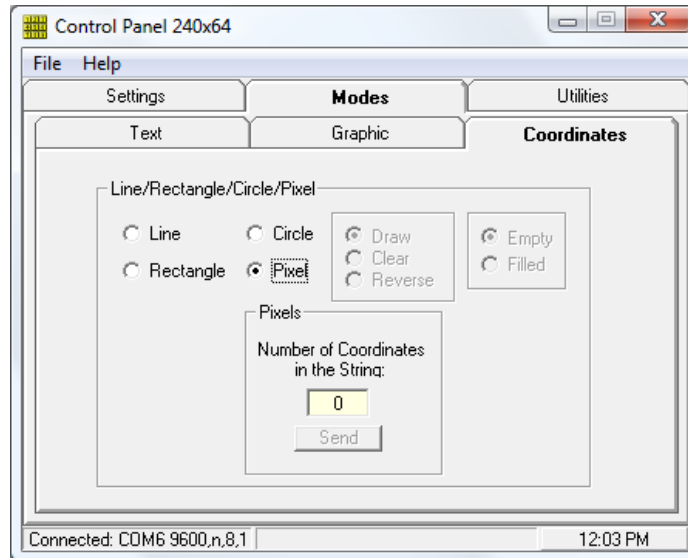 Control Panel 240x64
File Help
Settings Modes Utilities
Text Graphic Coordinates
Line/Rectangle/Circle/Pixel
Line Circle Draw Empty
Clear
Rectangle Pixel Reverse Filled
Pixels
Number of Coordinates
in the String:
0
Send
Connected: COM6 9600,n,8,1 12:03 PM